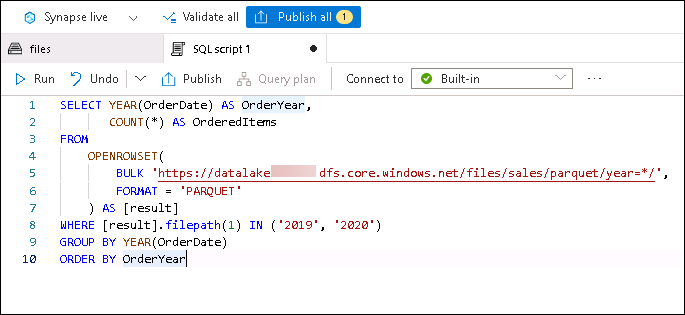 Synapse live Validate all Publish all 1
files SQL script 1
Run Undo Publish Query plan Connect to Built-in ...
1 SELECT YEAR(OrderDate) AS OrderYear,
2 COUNT(*) AS OrderedItems
3 FROM
4 OPENROWSET(
5 BULK 'https://datalake dfs.core.windows.net/files/sales/parquet/year=*/',
6 FORMAT = 'PARQUET'
7 ) AS [result]
8 WHERE [result].filepath(1) IN ('2019', '2020')
9 GROUP BY YEAR(OrderDate)
10 ORDER BY OrderYear